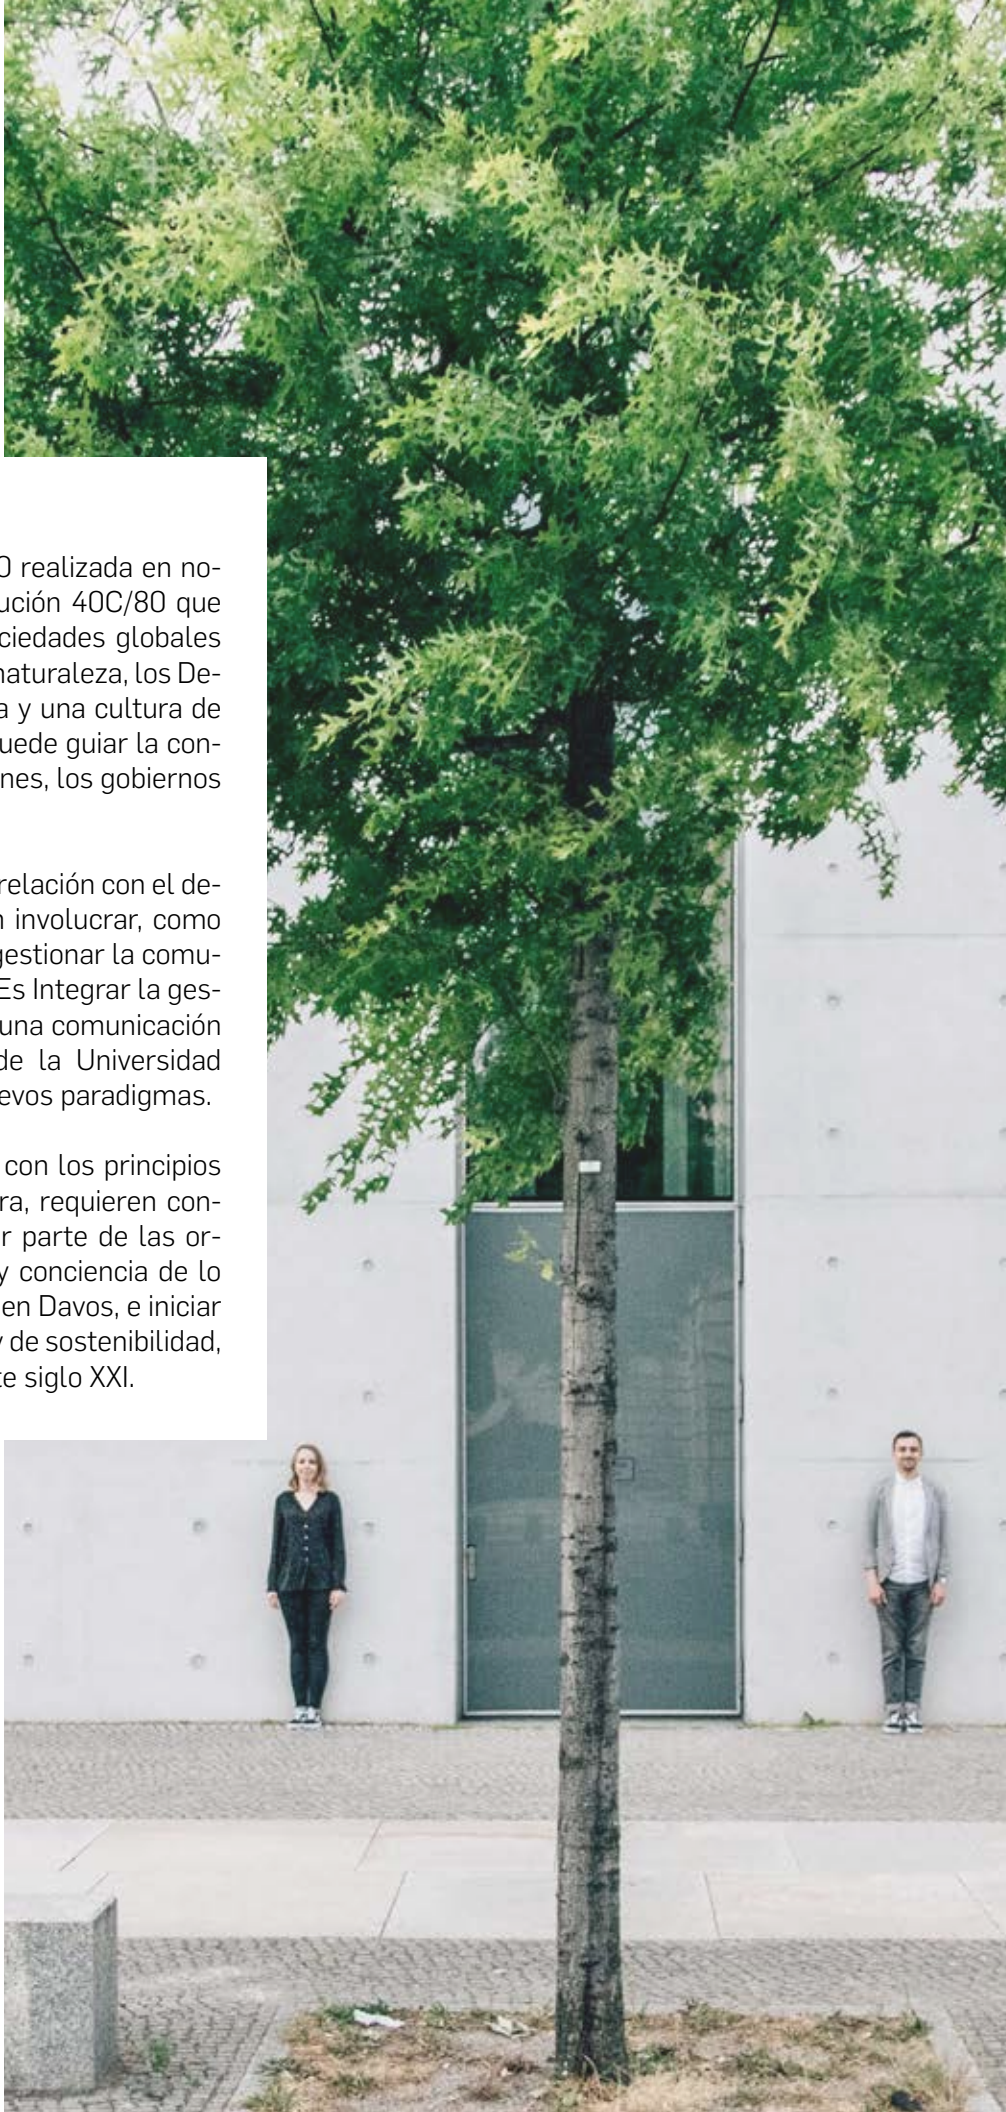 O realizada en no-
ución 40C/80 que
ciedades globales
naturaleza, los De-
a y una cultura de
uede guiar la con-
nes, los gobiernos
relación con el de-
n involucrar, como
gestionar la comu-
Es Integrar la ges-
una comunicación
de la Universidad
evos paradigmas.
con los principios
ra, requieren con-
r parte de las or-
y conciencia de lo
en Davos, e iniciar
y de sostenibilidad,
te siglo XXI.